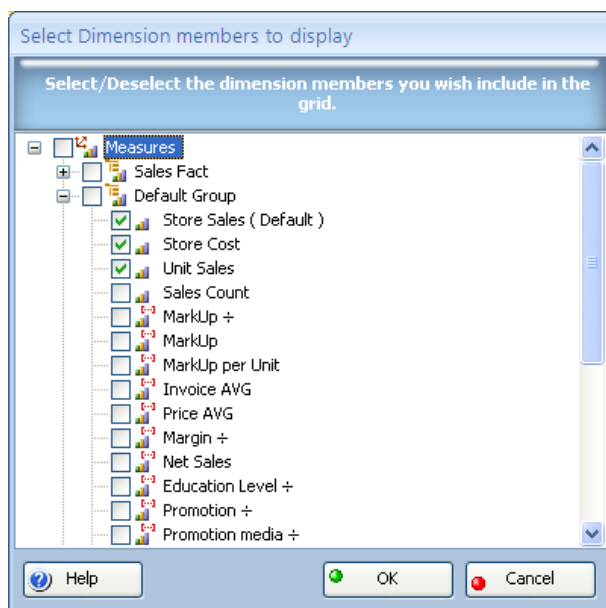 Select Dimension members to display
Select/Deselect the dimension members you wish include in the
grid.
Measures
Sales Fact
Default Group
Store Sales ( Default )
Store Cost
Unit Sales
Sales Count
MarkUp ÷
MarkUp
MarkUp per Unit
Invoice AVG
Price AVG
Margin ÷
Net Sales
Education Level ÷
Promotion ÷
Promotion media ÷
Help
OK
Cancel